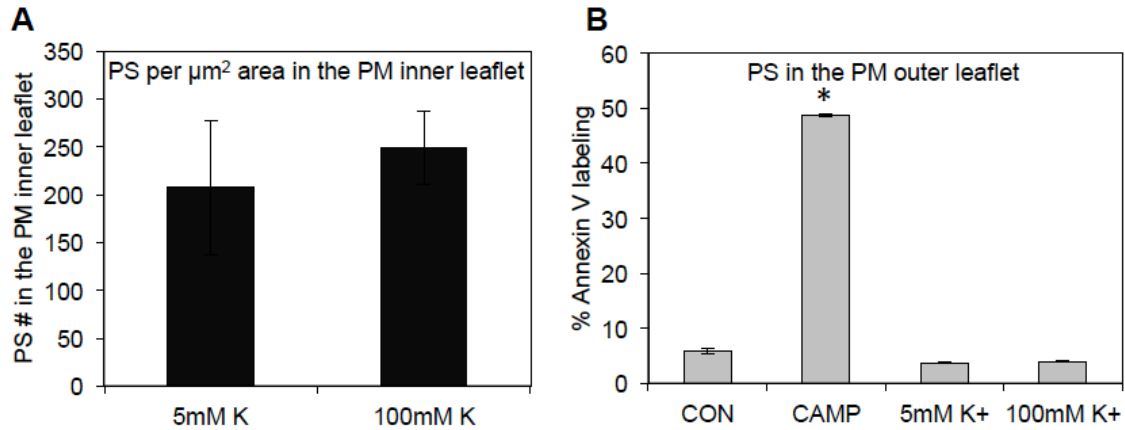 A
PS per µm² area in the PM inner leaflet
PS # in the PM inner leaflet
350
300
250
200
150
100
50
0
5mM K
100mM K
B
PS in the PM outer leaflet
% Annexin V labeling
60
50
40
30
20
10
0
*
CON
CAMP
5mM K+
100mM K+